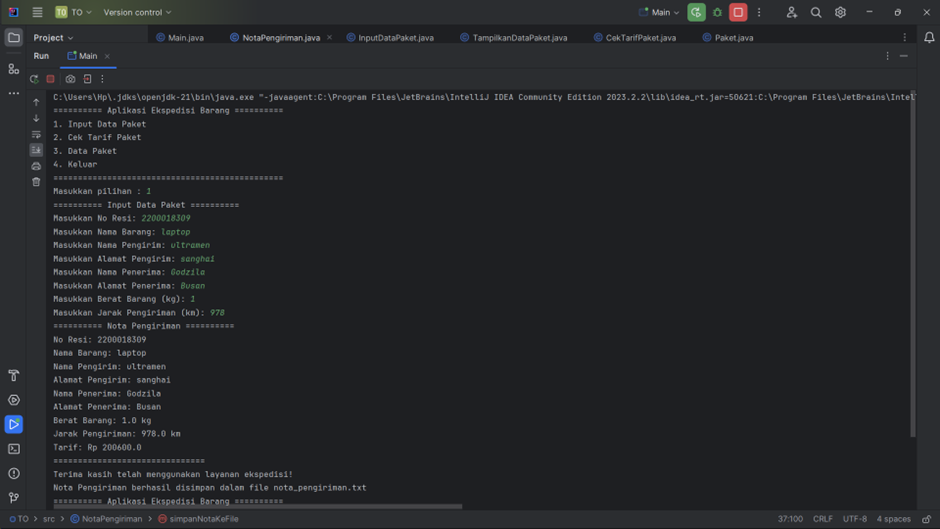 TO TO Version control Main
Project Main.java NotaPengiriman.java InputDataPaket.java TampilkanDataPaket.java CekTarifPaket.java Paket.java
Run Main
C:\Users\Hp\.jdks\openjdk-21\bin\java.exe "-javaagent:C:\Program Files\JetBrains\IntelliJ IDEA Community Edition 2023.2.2\lib\idea_rt.jar=50621:C:\Program Files\JetBrains\Intell
========== Aplikasi Ekspedisi Barang ==========
1. Input Data Paket
2. Cek Tarif Paket
3. Data Paket
4. Keluar
===============================================
Masukkan pilihan : 1
========== Input Data Paket ==========
Masukkan No Resi: 2200018309
Masukkan Nama Barang: laptop
Masukkan Nama Pengirim: ultramen
Masukkan Alamat Pengirim: sanghai
Masukkan Nama Penerima: Godzila
Masukkan Alamat Penerima: Busan
Masukkan Berat Barang (kg): 1
Masukkan Jarak Pengiriman (km): 978
========== Nota Pengiriman ==========
No Resi: 2200018309
Nama Barang: laptop
Nama Pengirim: ultramen
Alamat Pengirim: sanghai
Nama Penerima: Godzila
Alamat Penerima: Busan
Berat Barang: 1.0 kg
Jarak Pengiriman: 978.0 km
Tarif: Rp 200600.0
===============================
Terima kasih telah menggunakan layanan ekspedisi!
Nota Pengiriman berhasil disimpan dalam file nota_pengiriman.txt
========== Aplikasi Ekspedisi Barang ==========
TO > src > NotaPengiriman > simpanNotaKeFile 37:100 CRLF UTF-8 4 spaces